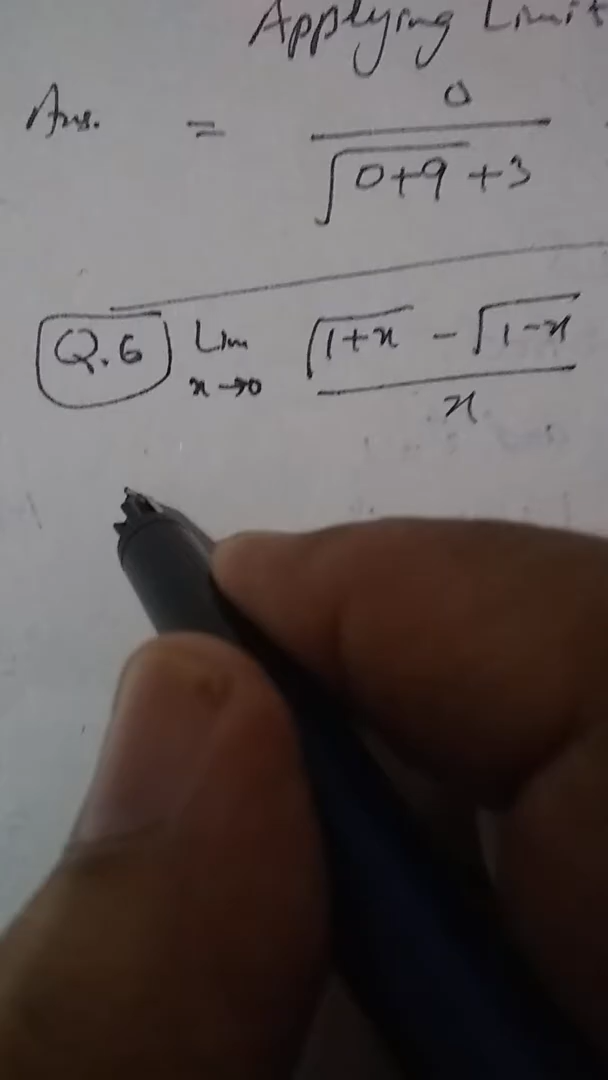 Applying Limit
Ans. = 0 / √0+9 + 3
Q.6 Lim x→0 √1+x - √1-x / x